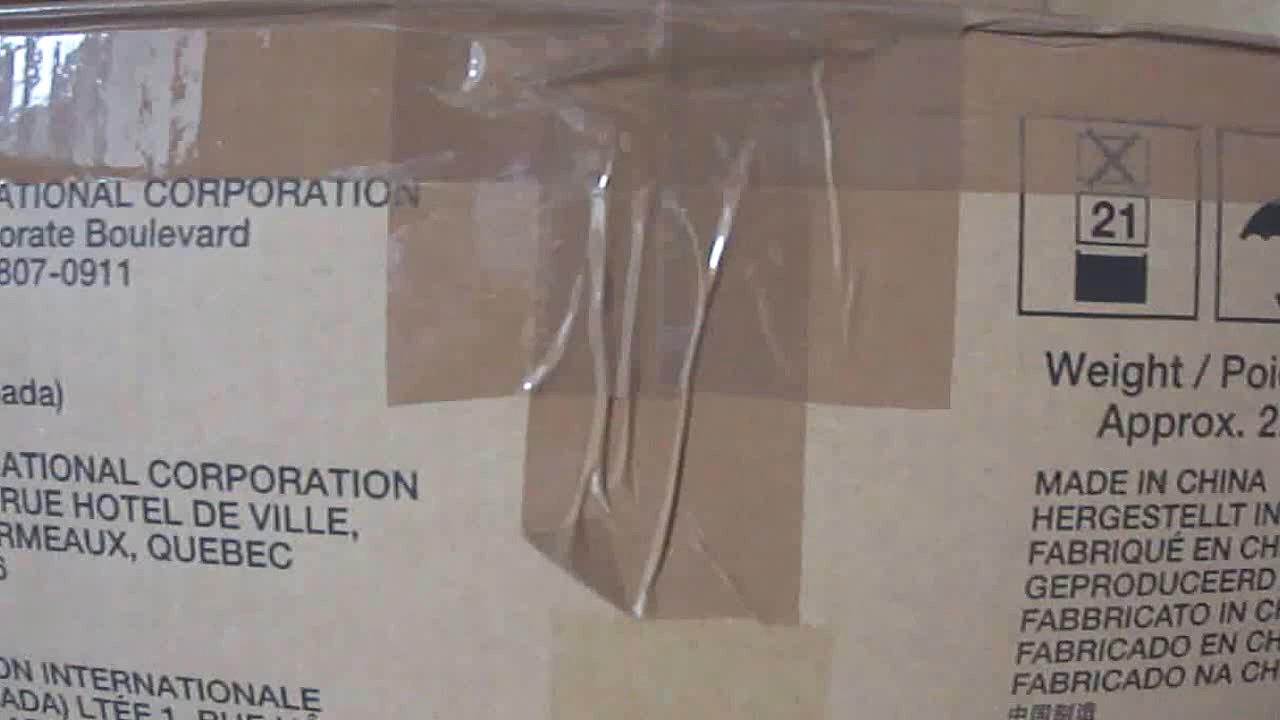 ATIONAL CORPORATION
orate Boulevard
807-0911
ada)
ATIONAL CORPORATION
RUE HOTEL DE VILLE,
RMEAUX, QUEBEC
6
ON INTERNATIONALE
ADA) LTÉE 1, RUE
21
Weight / Poi
Approx. 2
MADE IN CHINA
HERGESTELLT IN
FABRIQUÉ EN CH
GEPRODUCEERD
FABBRICATO IN C
FABRICADO EN CH
FABRICADO NA CH
中国制造